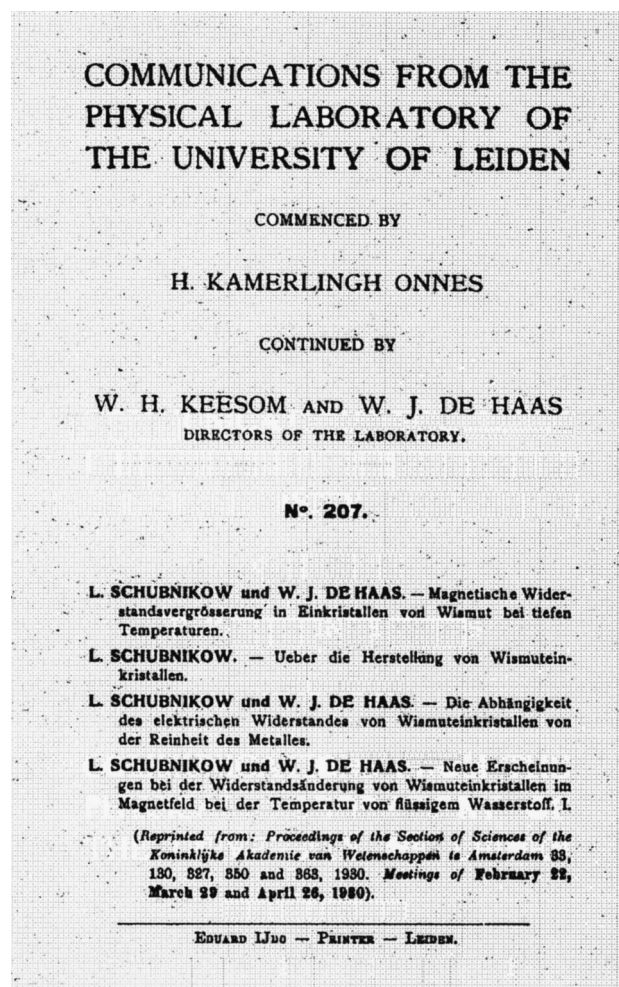 COMMUNICATIONS FROM THE
PHYSICAL LABORATORY OF
THE UNIVERSITY OF LEIDEN
COMMENCED BY
H. KAMERLINGH ONNES
CONTINUED BY
W. H. KEESOM AND W. J. DE HAAS
DIRECTORS OF THE LABORATORY.
No. 207.
L. SCHUBNIKOW und W. J. DE HAAS. — Magnetische Wider-
standsvergrösserung in Einkristallen von Wismut bei tiefen
Temperaturen.
L. SCHUBNIKOW. — Ueber die Herstellung von Wismutein-
kristallen.
L. SCHUBNIKOW und W. J. DE HAAS. — Die Abhängigkeit
des elektrischen Widerstandes von Wismuteinkristallen von
der Reinheit des Metalles.
L. SCHUBNIKOW und W. J. DE HAAS. — Neue Erscheinun-
gen bei der Widerstandsänderung von Wismuteinkristallen im
Magnetfeld bei der Temperatur von flüssigem Wasserstoff. I.
(Reprinted from: Proceedings of the Section of Sciences of the
Koninklijke Akademie van Wetenschappen te Amsterdam 33,
130, 327, 350 and 363, 1930. Meetings of February 22,
March 29 and April 26, 1930).
EDUARD IJDO — PRINTER — LEIDEN.